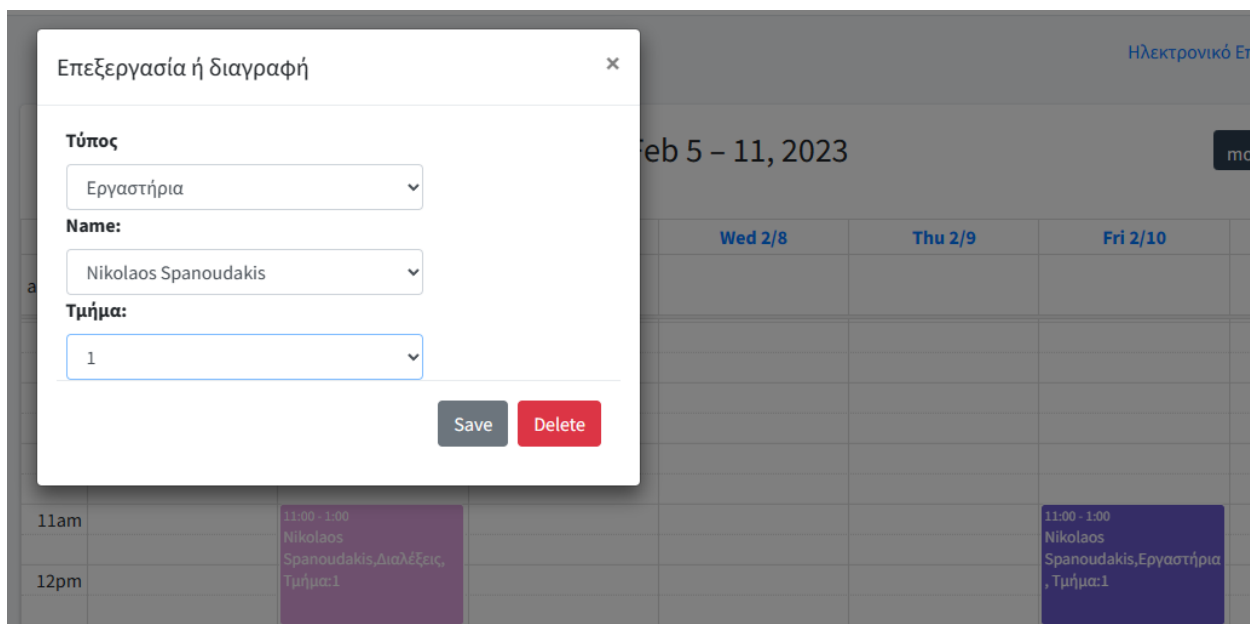 Επεξεργασία ή διαγραφή ×
Ηλεκτρονικό
Τύπος
Εργαστήρια
Name:
Nikolaos Spanoudakis
Τμήμα:
1
Save Delete
eb 5 – 11, 2023
Wed 2/8 Thu 2/9 Fri 2/10
11am
12pm
11:00 - 1:00
Nikolaos
Spanoudakis,Διαλέξεις,
Τμήμα:1
11:00 - 1:00
Nikolaos
Spanoudakis,Εργαστήρια
, Τμήμα:1